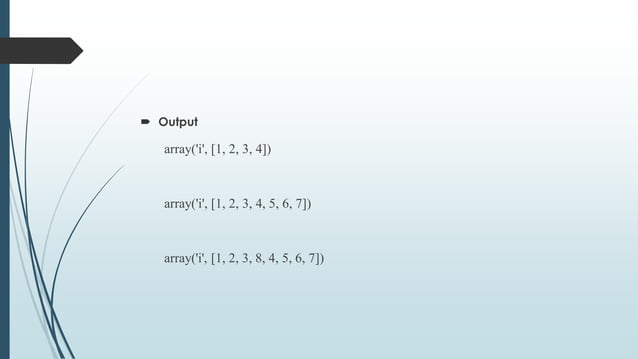 Output
array('i', [1, 2, 3, 4])
array('i', [1, 2, 3, 4, 5, 6, 7])
array('i', [1, 2, 3, 8, 4, 5, 6, 7])